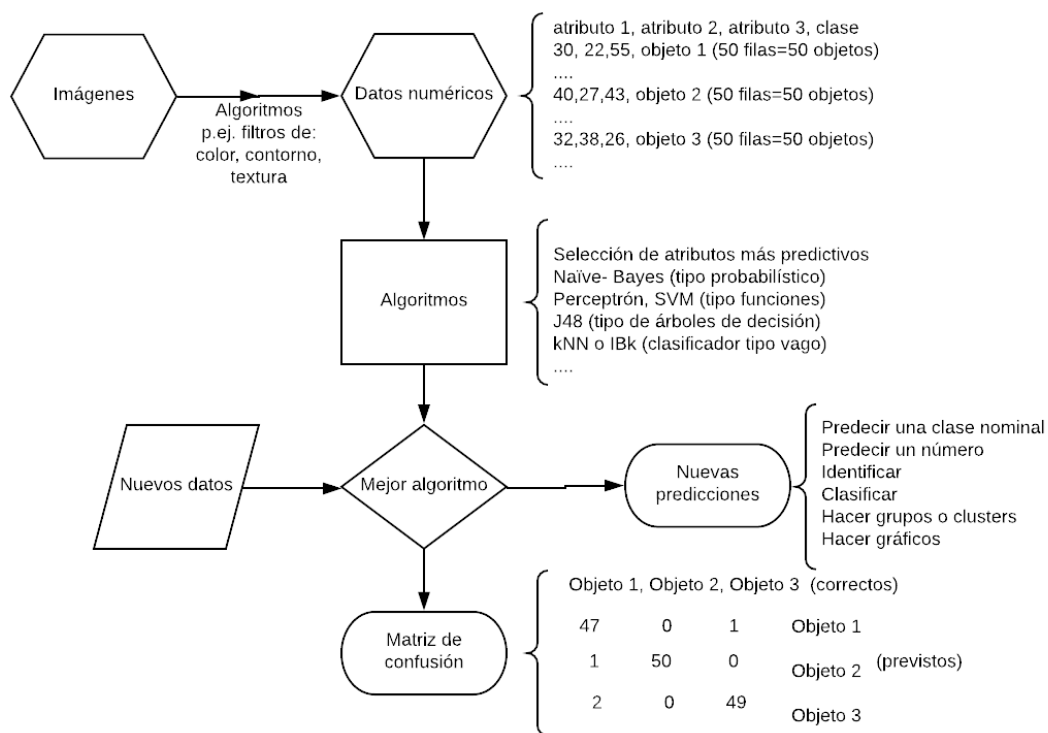 Imágenes
Algoritmos
p.ej. filtros de:
color, contorno,
textura
Datos numéricos
atributo 1, atributo 2, atributo 3, clase
30, 22,55, objeto 1 (50 filas=50 objetos)
....
40,27,43, objeto 2 (50 filas=50 objetos)
....
32,38,26, objeto 3 (50 filas=50 objetos)
....
Algoritmos
Selección de atributos más predictivos
Naïve- Bayes (tipo probabilístico)
Perceptrón, SVM (tipo funciones)
J48 (tipo de árboles de decisión)
kNN o IBk (clasificador tipo vago)
....
Nuevos datos
Mejor algoritmo
Nuevas
predicciones
Predecir una clase nominal
Predecir un número
Identificar
Clasificar
Hacer grupos o clusters
Hacer gráficos
Matriz de
confusión
Objeto 1, Objeto 2, Objeto 3 (correctos)
47 0 1 Objeto 1
1 50 0 Objeto 2 (previstos)
2 0 49 Objeto 3